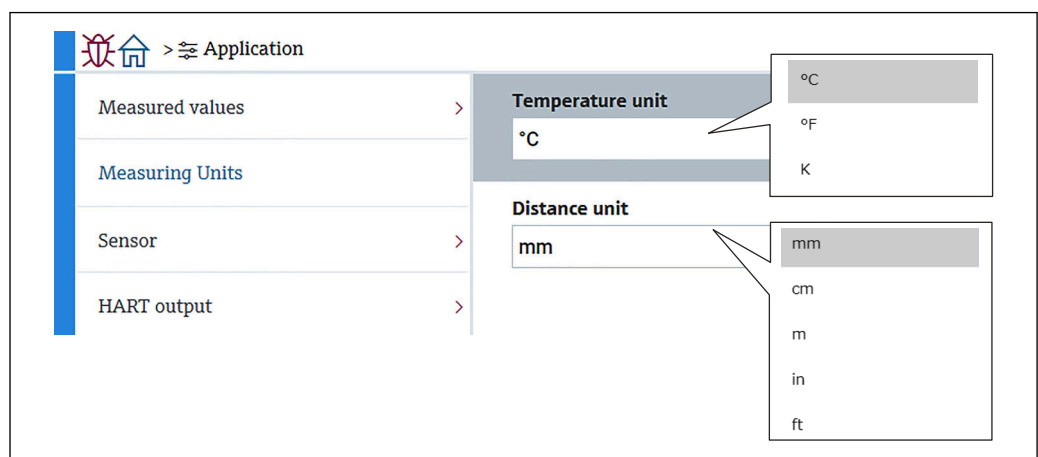 > Application
Measured values >
Measuring Units
Sensor >
HART output >
Temperature unit
°C
°C
°F
K
Distance unit
mm
mm
cm
m
in
ft